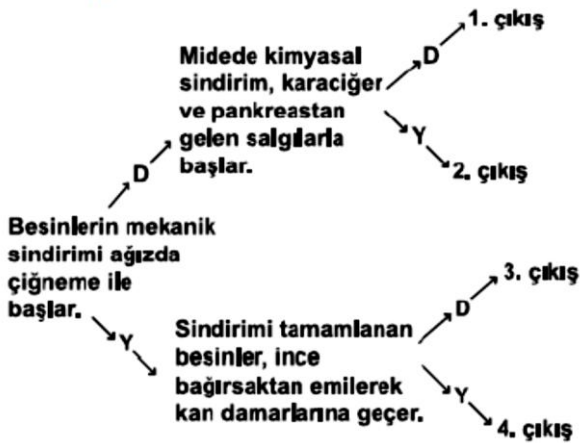 Besinlerin mekanik
sindirimi ağızda
çiğneme ile
başlar.
D
Midede kimyasal
sindirim, karaciğer
ve pankreastan
gelen salgılarla
başlar.
D
1. çıkış
Y
2. çıkış
Y
Sindirimi tamamlanan
besinler, ince
bağırsaktan emilerek
kan damarlarına geçer.
D
3. çıkış
Y
4. çıkış